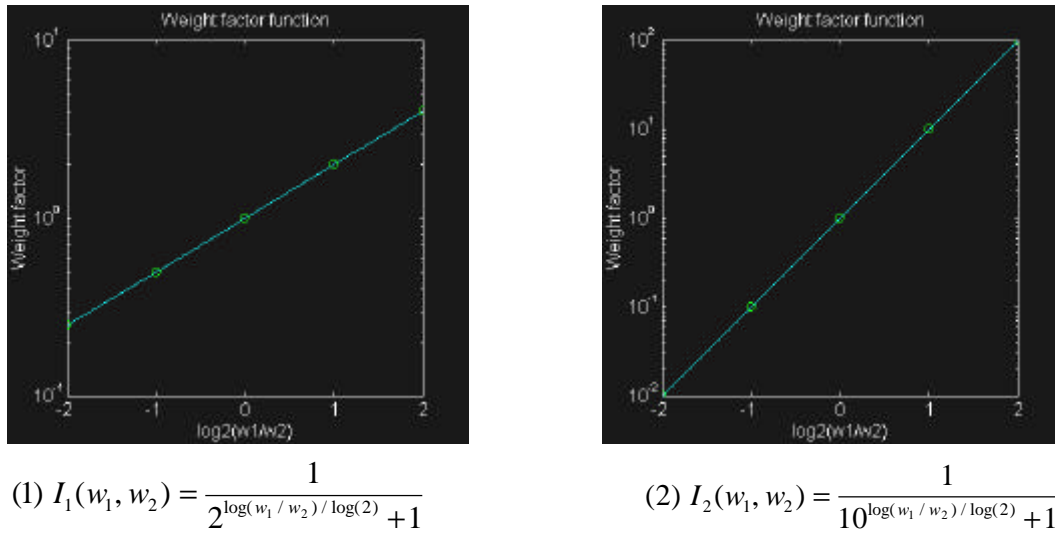 Weight factor function
10^1
10^0
10^-1
Weight factor
-2 -1 0 1 2
log2(w1/w2)
Weight factor function
10^2
10^1
10^0
10^-1
10^-2
Weight factor
-2 -1 0 1 2
log2(w1/w2)
(1) I_1(w_1, w_2) = 1 / (2^{log(w_1 / w_2) / log(2)} + 1)
(2) I_2(w_1, w_2) = 1 / (10^{log(w_1 / w_2) / log(2)} + 1)